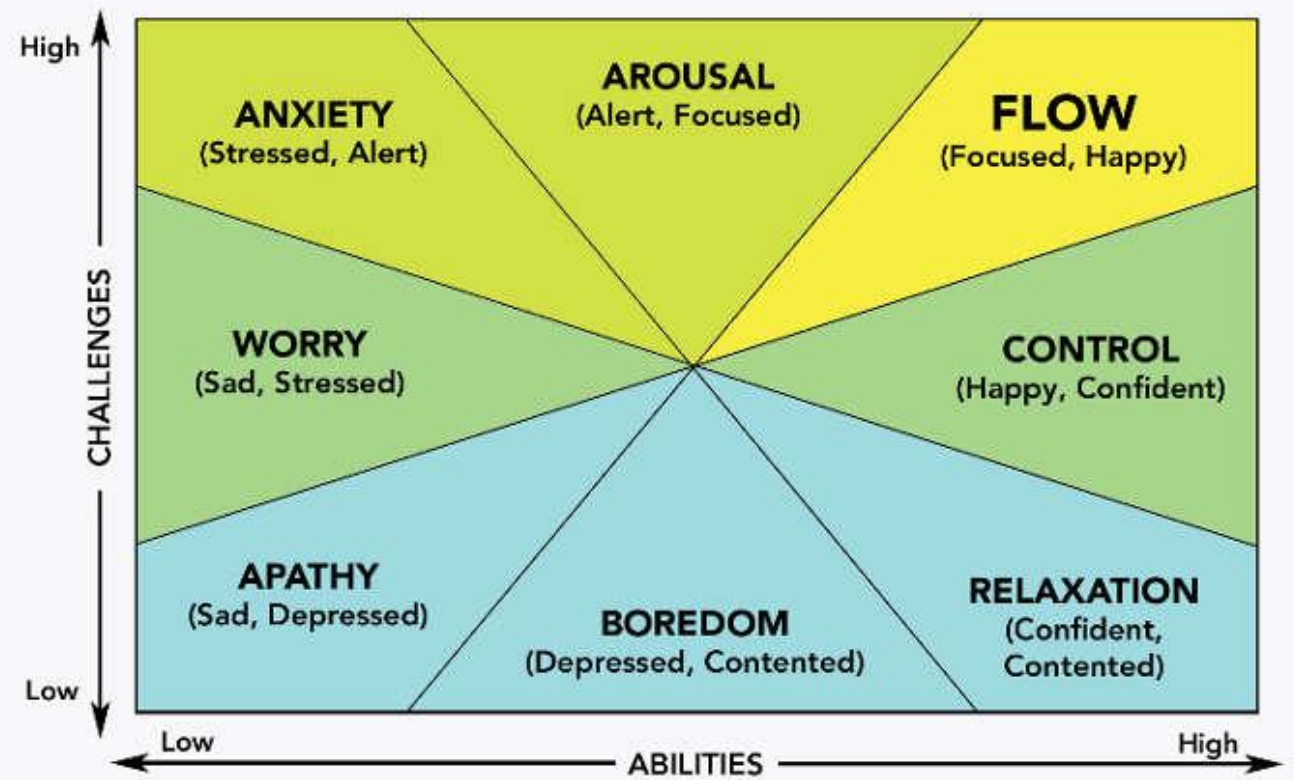 High
ANXIETY
(Stressed, Alert)
AROUSAL
(Alert, Focused)
FLOW
(Focused, Happy)
CHALLENGES
WORRY
(Sad, Stressed)
CONTROL
(Happy, Confident)
APATHY
(Sad, Depressed)
BOREDOM
(Depressed, Contented)
RELAXATION
(Confident,
Contented)
Low
Low
ABILITIES
High